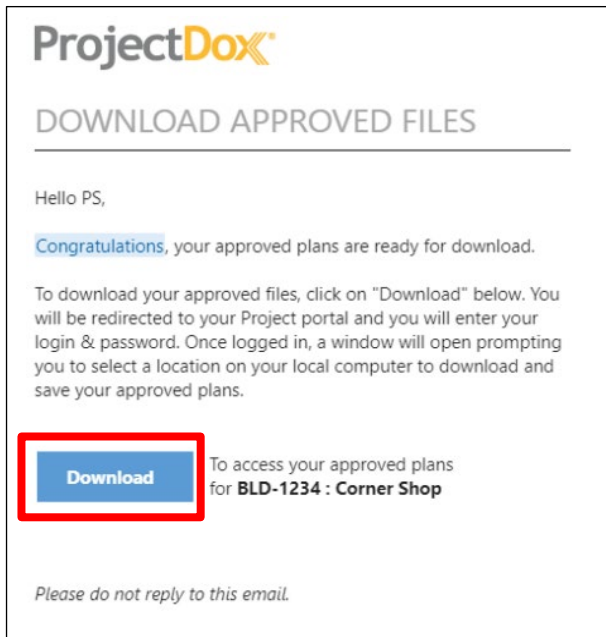 ProjectDox
DOWNLOAD APPROVED FILES
Hello PS,
Congratulations, your approved plans are ready for download.
To download your approved files, click on "Download" below. You
will be redirected to your Project portal and you will enter your
login & password. Once logged in, a window will open prompting
you to select a location on your local computer to download and
save your approved plans.
Download
To access your approved plans
for BLD-1234 : Corner Shop
Please do not reply to this email.